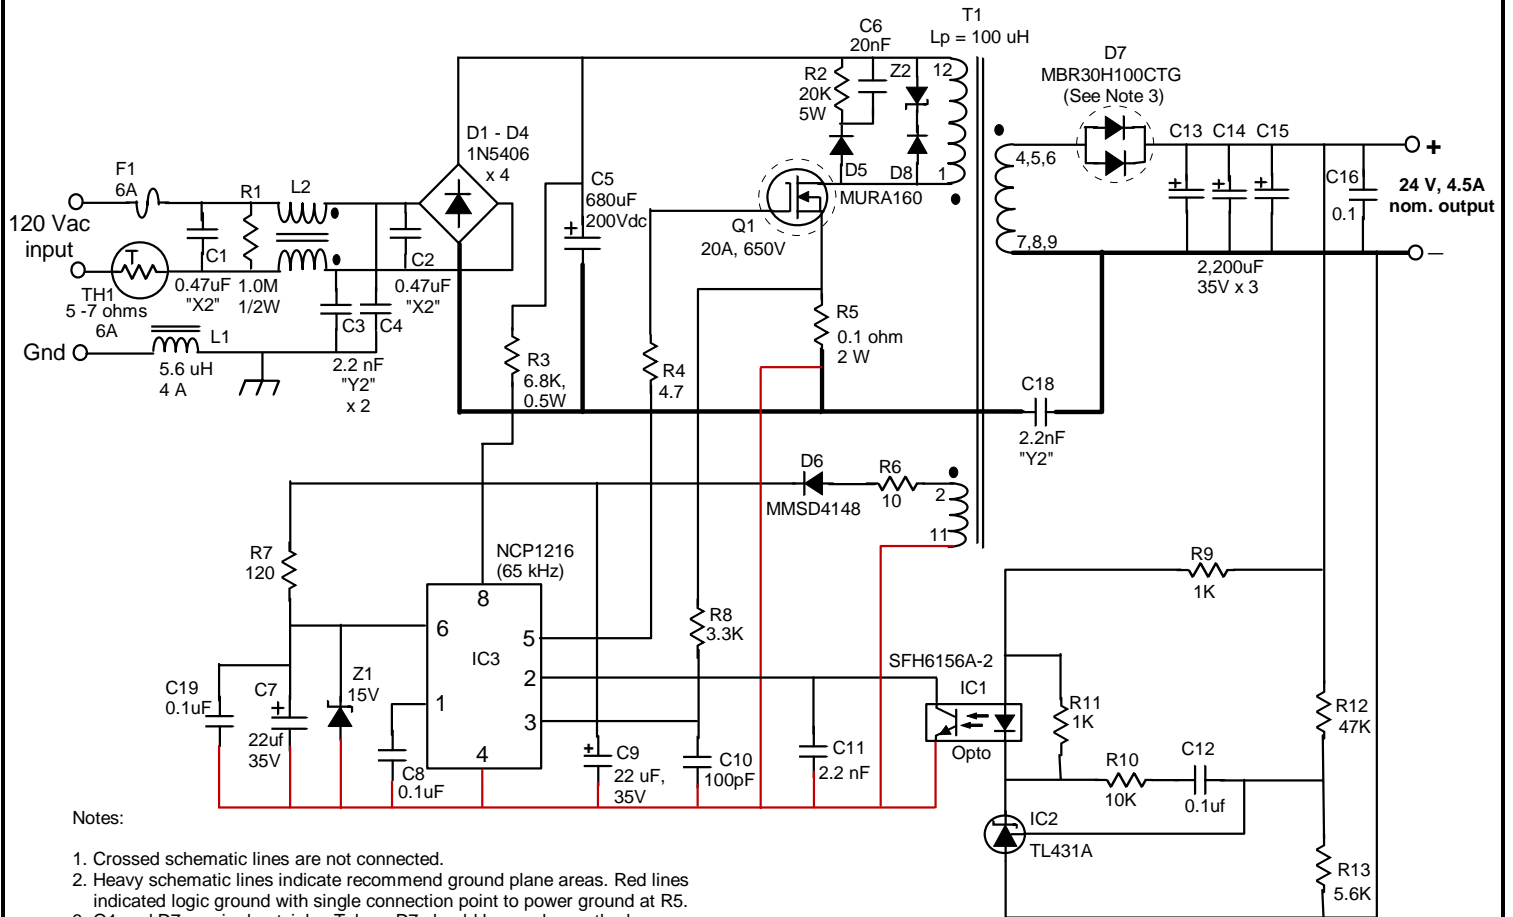 C6
20nF
T1
Lp = 100 uH
R2
20K
5W
Z2
12
D7
MBR30H100CTG
(See Note 3)
D1 - D4
1N5406
x 4
D5
D8
1
MURA160
4,5,6
C13
C14
C15
+
+
+
+
C16
0.1
24 V, 4.5A
nom. output
F1
6A
R1
L2
120 Vac
input
C5
680uF
200Vdc
+
Q1
20A, 650V
7,8,9
–
2,200uF
35V x 3
T
TH1
5 -7 ohms
6A
C1
0.47uF
"X2"
1.0M
1/2W
C2
0.47uF
"X2"
C3
C4
Gnd
L1
5.6 uH
4 A
2.2 nF
"Y2"
x 2
R3
6.8K,
0.5W
R4
4.7
R5
0.1 ohm
2 W
C18
2.2nF
"Y2"
D6
MMSD4148
R6
10
2
11
R7
120
NCP1216
(65 kHz)
8
6
5
IC3
2
1
3
4
R8
3.3K
R9
1K
SFH6156A-2
IC1
Opto
R11
1K
R12
47K
C19
0.1uF
C7
+
22uf
35V
Z1
15V
C8
0.1uF
+
C9
22 uF,
35V
C10
100pF
C11
2.2 nF
R10
10K
C12
0.1uf
IC2
TL431A
R13
5.6K
Notes:
1. Crossed schematic lines are not connected.
2. Heavy schematic lines indicate recommend ground plane areas. Red lines
indicated logic ground with single connection point to power ground at R5.